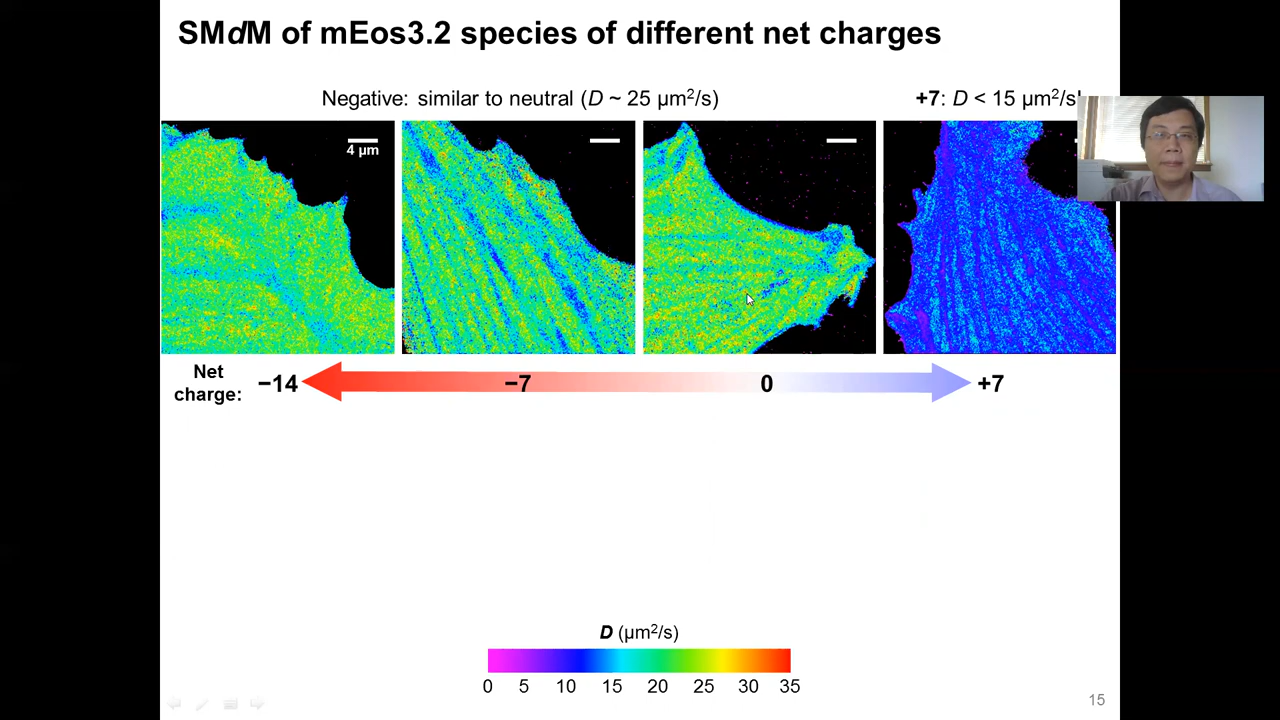 SMdM of mEos3.2 species of different net charges
Negative: similar to neutral (D ~ 25 µm²/s)
+7: D < 15 µm²/s
4 µm
Net
charge:
−14
−7
0
+7
D (µm²/s)
0 5 10 15 20 25 30 35
15